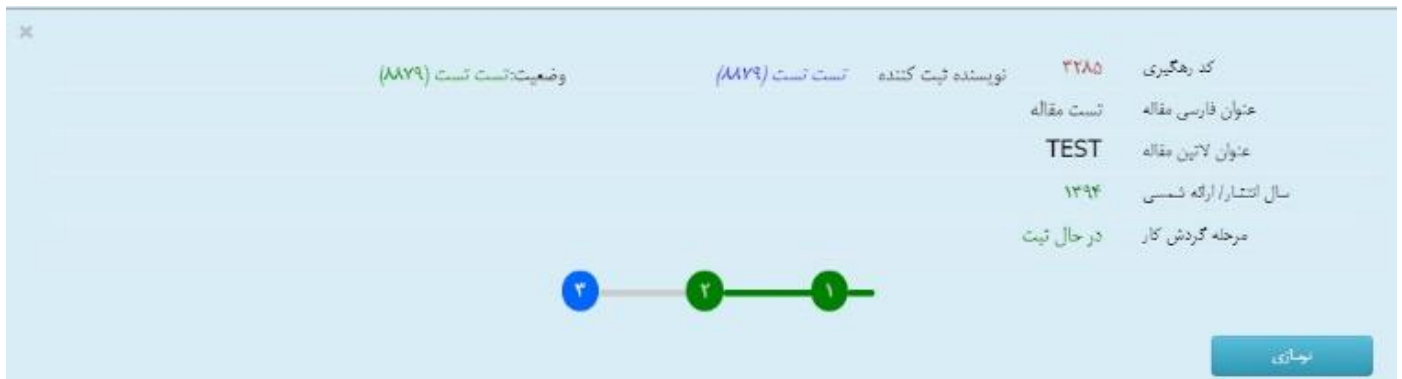 ×
کد رهگیری ۳۲۸۵ نویسنده ثبت کننده تست تست (۸۸۷۹) وضعیت:تست تست (۸۸۷۹)
عنوان فارسی مقاله تست مقاله
عنوان لاتین مقاله TEST
سال انتشار/ ارائه شمسی ۱۳۹۴
مرحله گردش کار در حال ثبت
۱ ۲ ۳
نوسازی